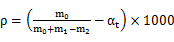 ρ = (m₀ / (m₀+m₁−m₂) − αₜ) × 1000